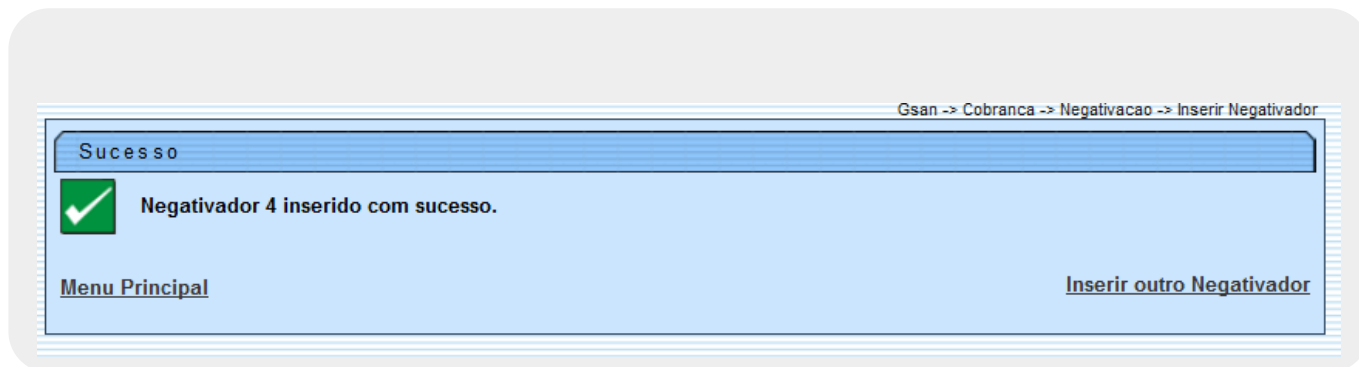 Gsan -> Cobranca -> Negativacao -> Inserir Negativador
Sucesso
Negativador 4 inserido com sucesso.
Menu Principal
Inserir outro Negativador